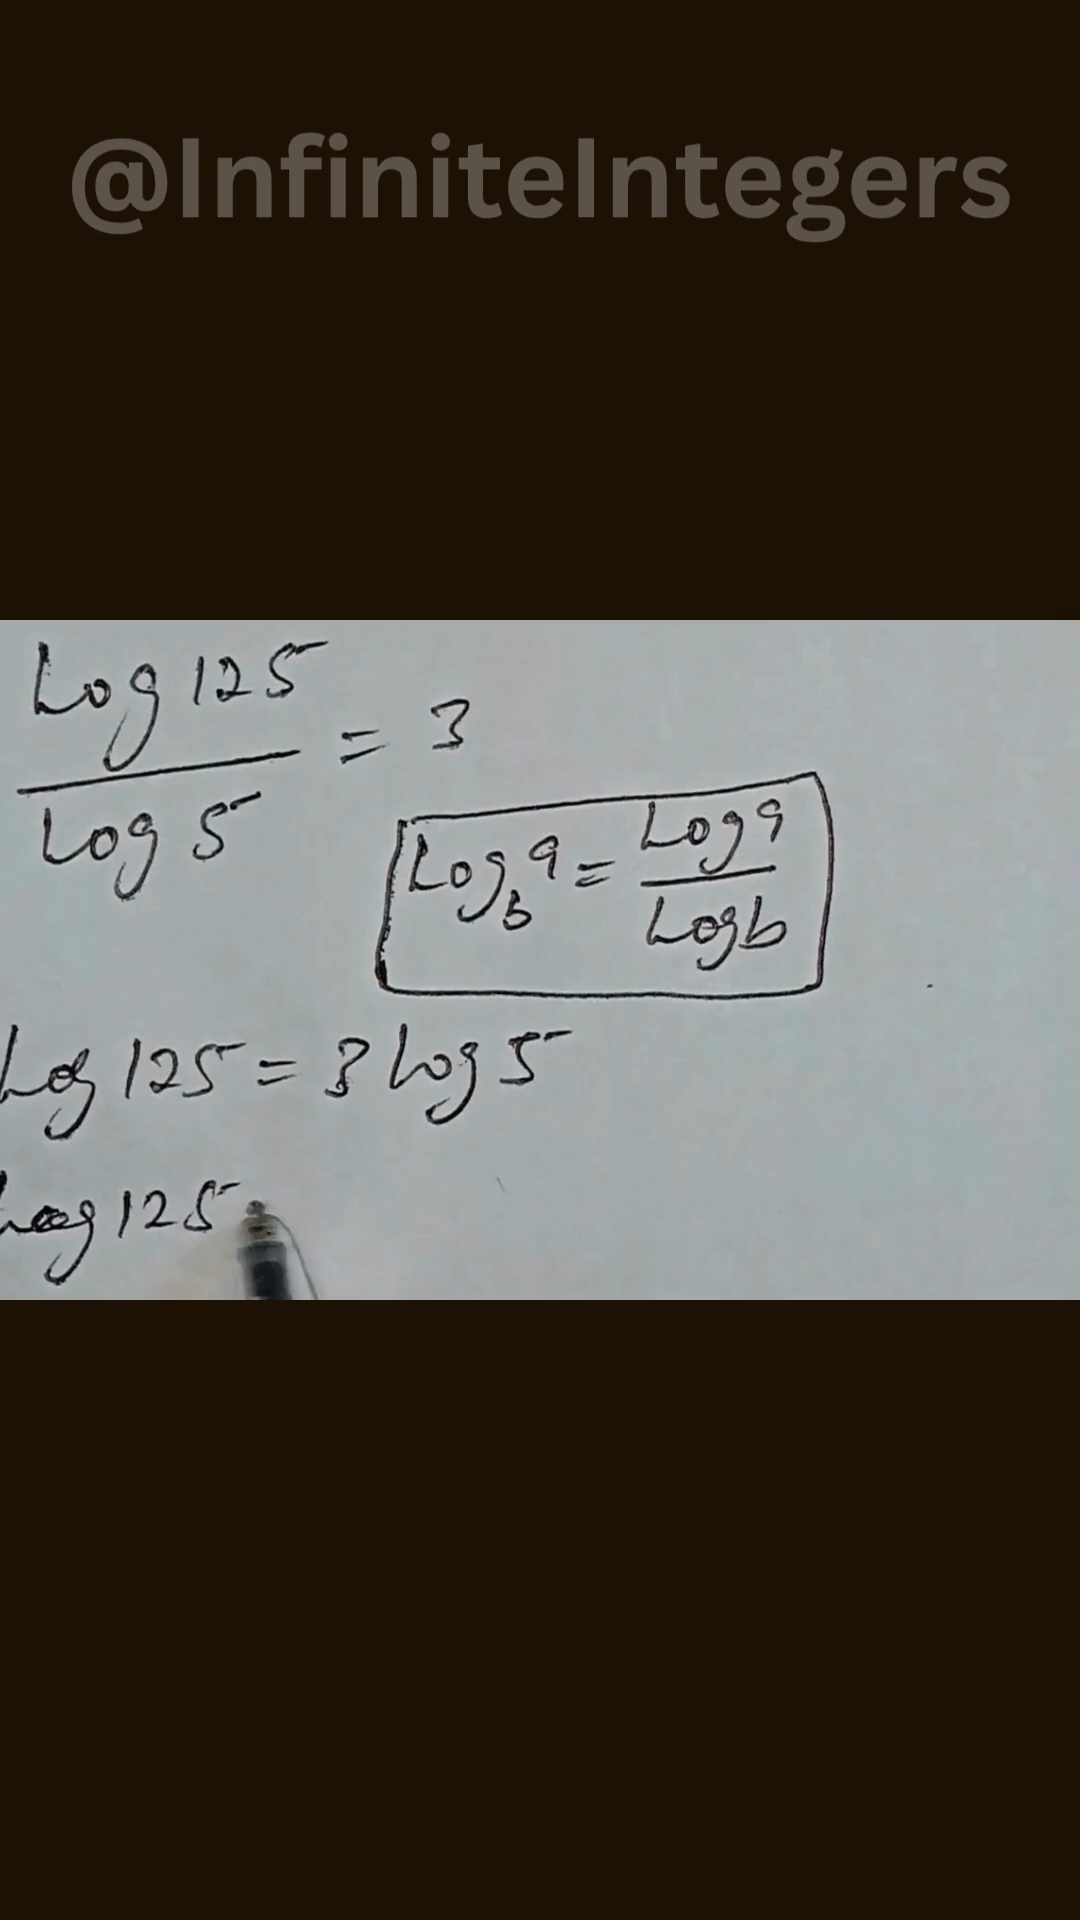 @InfiniteIntegers
Log 125
Log 5
= 3
Log_b a = Log a / Log b
Log 125 = 3 log 5
Log 125